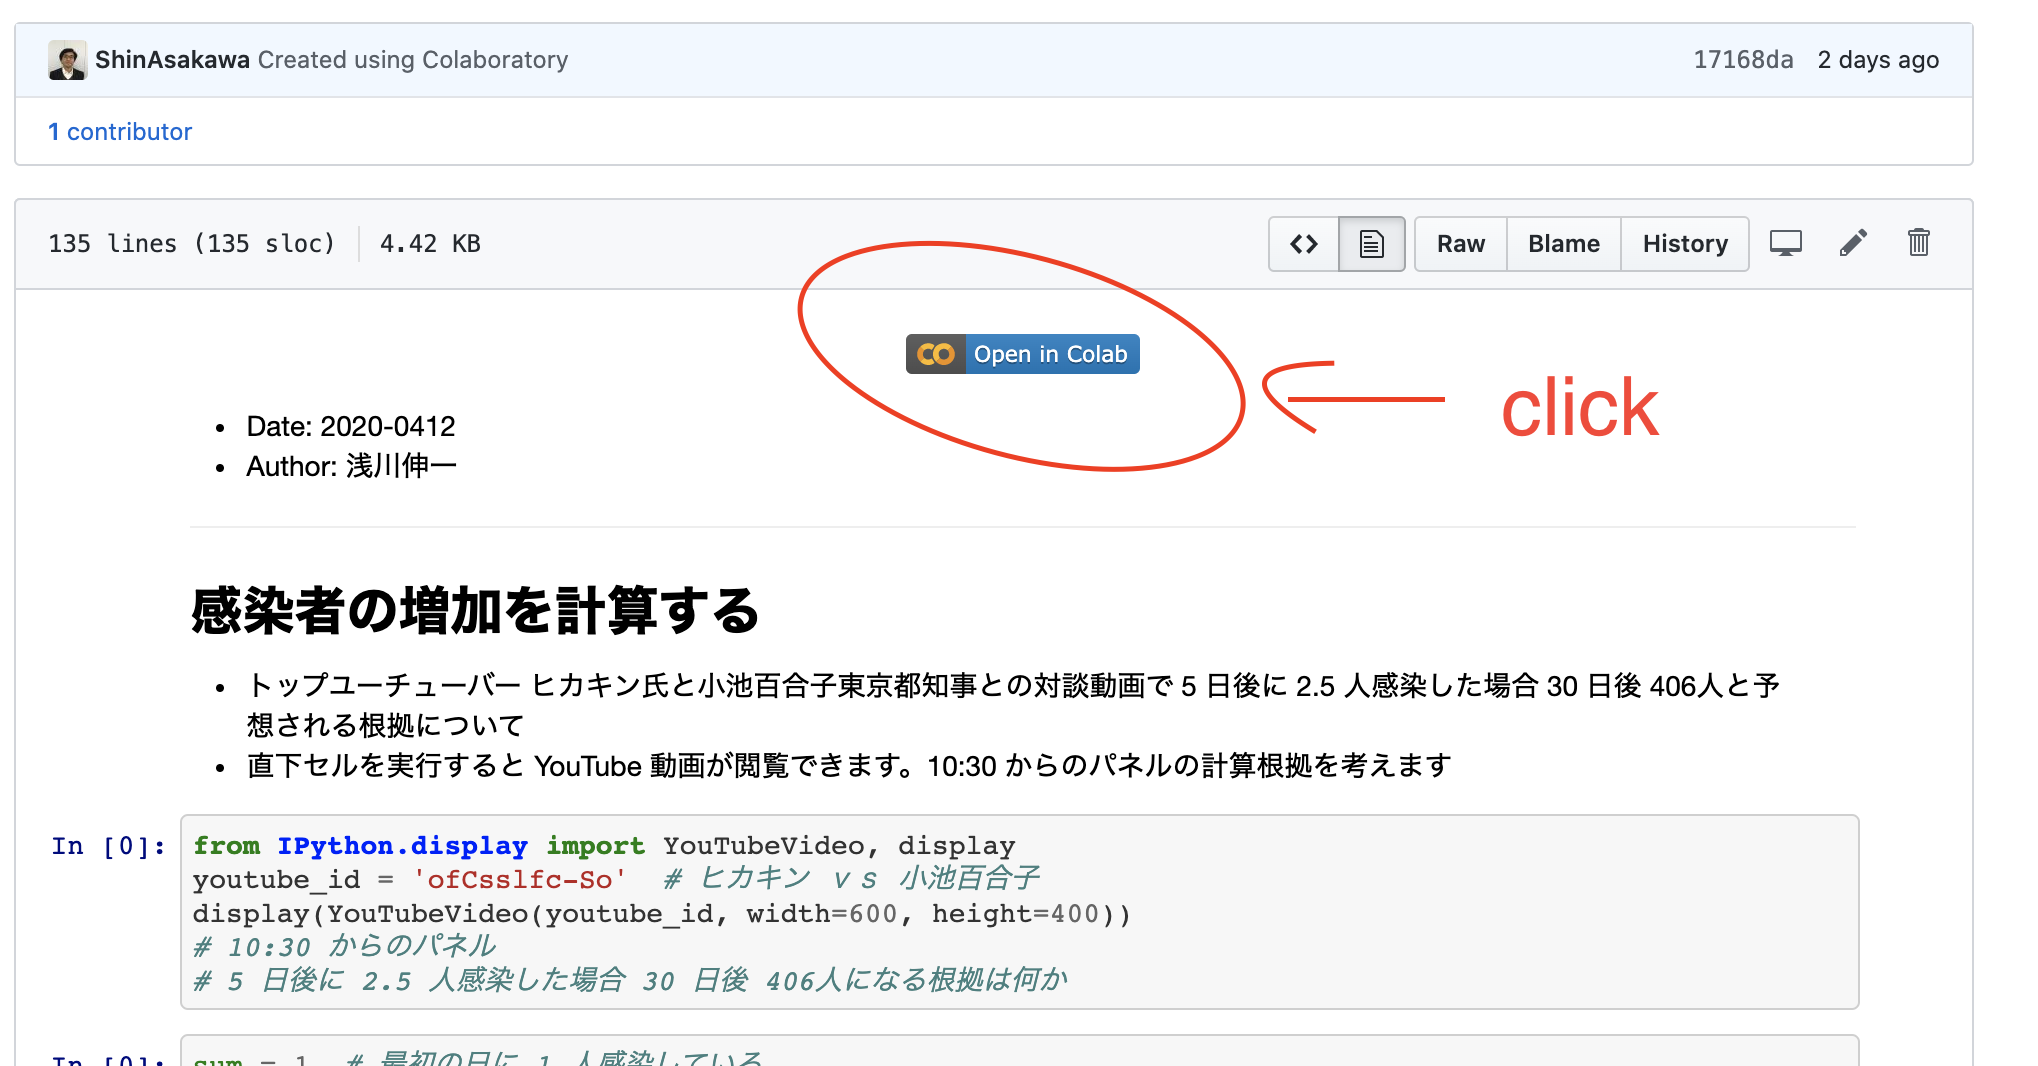 ShinAsakawa Created using Colaboratory 17168da 2 days ago
1 contributor
135 lines (135 sloc) 4.42 KB Raw Blame History
Open in Colab
click
Date: 2020-0412
Author: 浅川伸一
感染者の増加を計算する
トップユーチューバー ヒカキン氏と小池百合子東京都知事との対談動画で 5 日後に 2.5 人感染した場合 30 日後 406人と予
想される根拠について
直下セルを実行すると YouTube 動画が閲覧できます。10:30 からのパネルの計算根拠を考えます
In [0]: from IPython.display import YouTubeVideo, display
youtube_id = 'ofCsslfc-So' # ヒカキン ｖｓ 小池百合子
display(YouTubeVideo(youtube_id, width=600, height=400))
# 10:30 からのパネル
# 5 日後に 2.5 人感染した場合 30 日後 406人になる根拠は何か
In [0]: sum = 1 # 最初の日に 1 人感染している